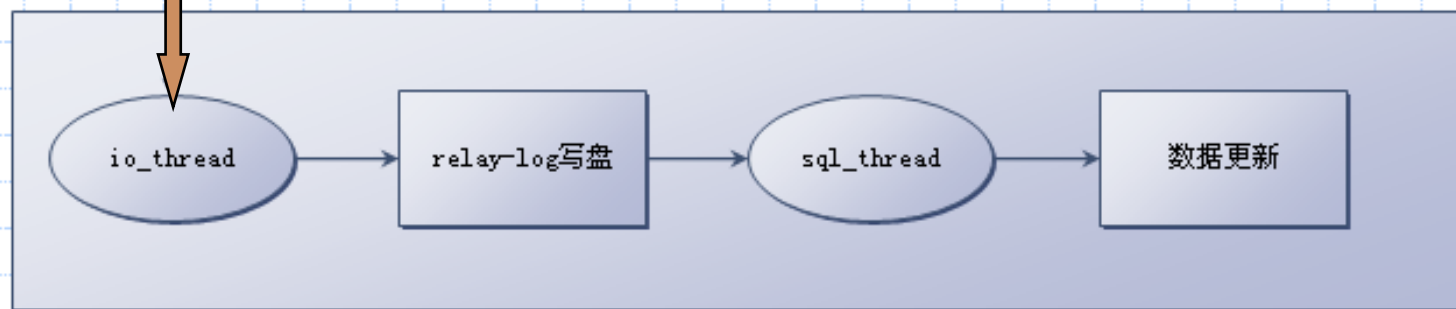 io_thread
relay-log写盘
sql_thread
数据更新